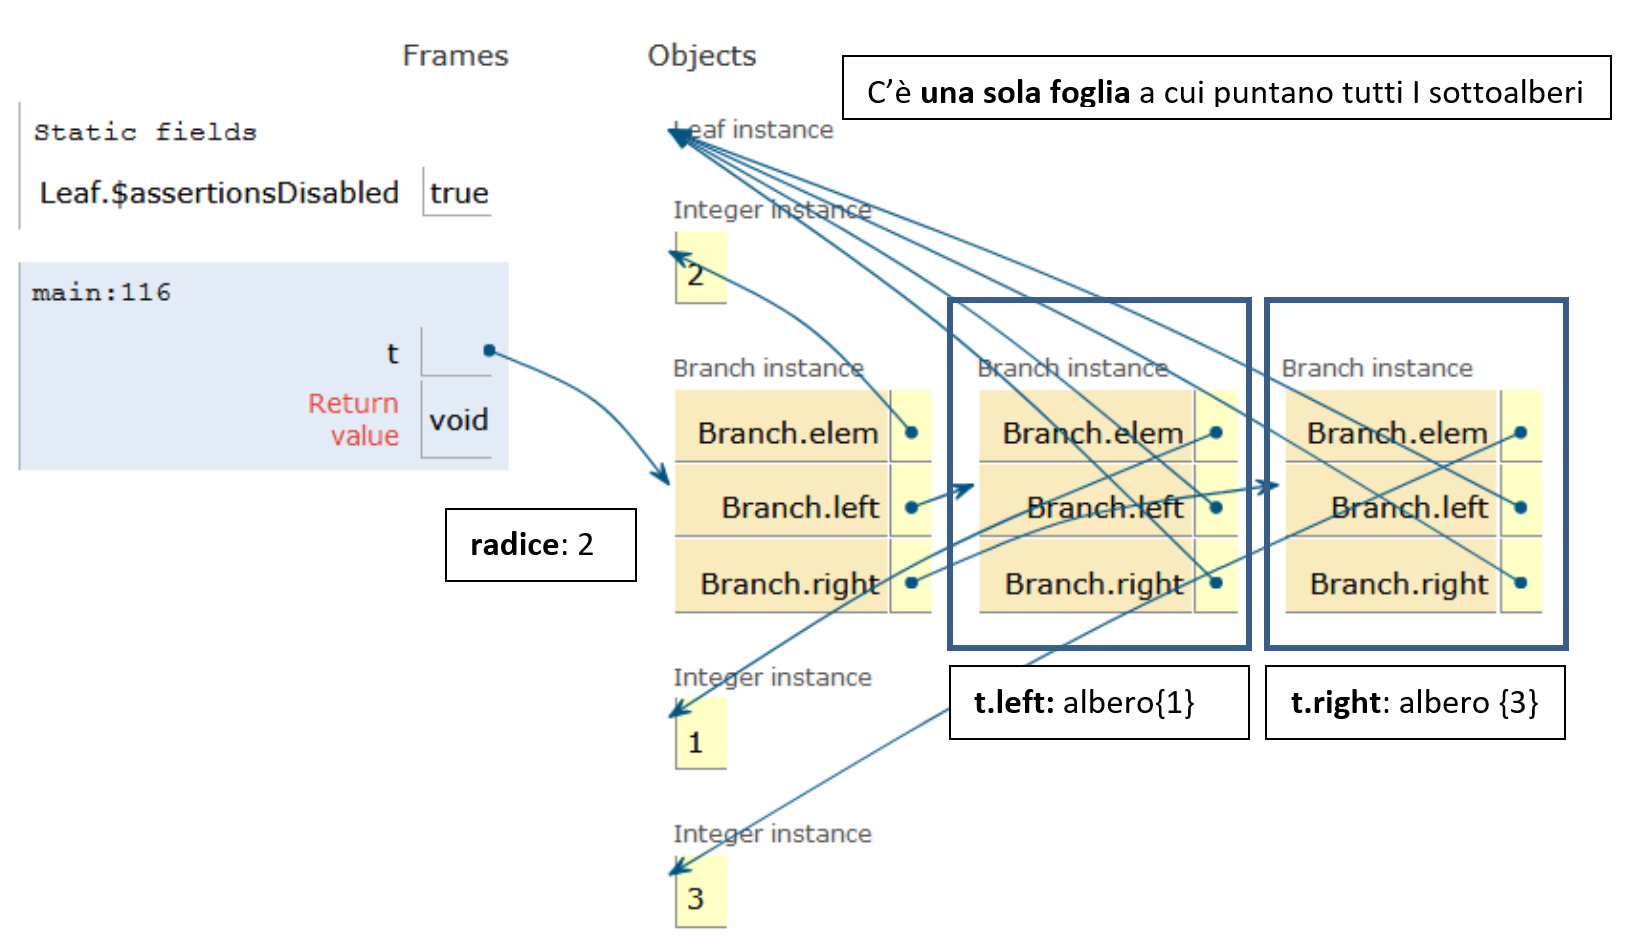 Frames
Objects
C’è una sola foglia a cui puntano tutti I sottoalberi
Static fields
Leaf.$assertionsDisabled true
Leaf instance
Integer instance
2
main:116
t
Return
value
void
radice: 2
Branch instance
Branch.elem
Branch.left
Branch.right
Branch instance
Branch.elem
Branch.left
Branch.right
Branch instance
Branch.elem
Branch.left
Branch.right
Integer instance
1
t.left: albero{1}
t.right: albero {3}
Integer instance
3